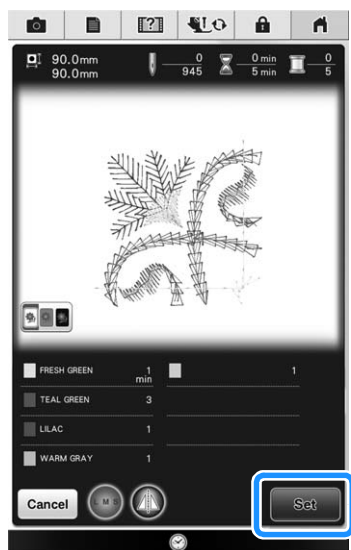 90.0mm
90.0mm
0
945
0 min
5 min
0
5
FRESH GREEN 1 min
1
TEAL GREEN 3
LILAC 1
WARM GRAY 1
Cancel
L M S
Set